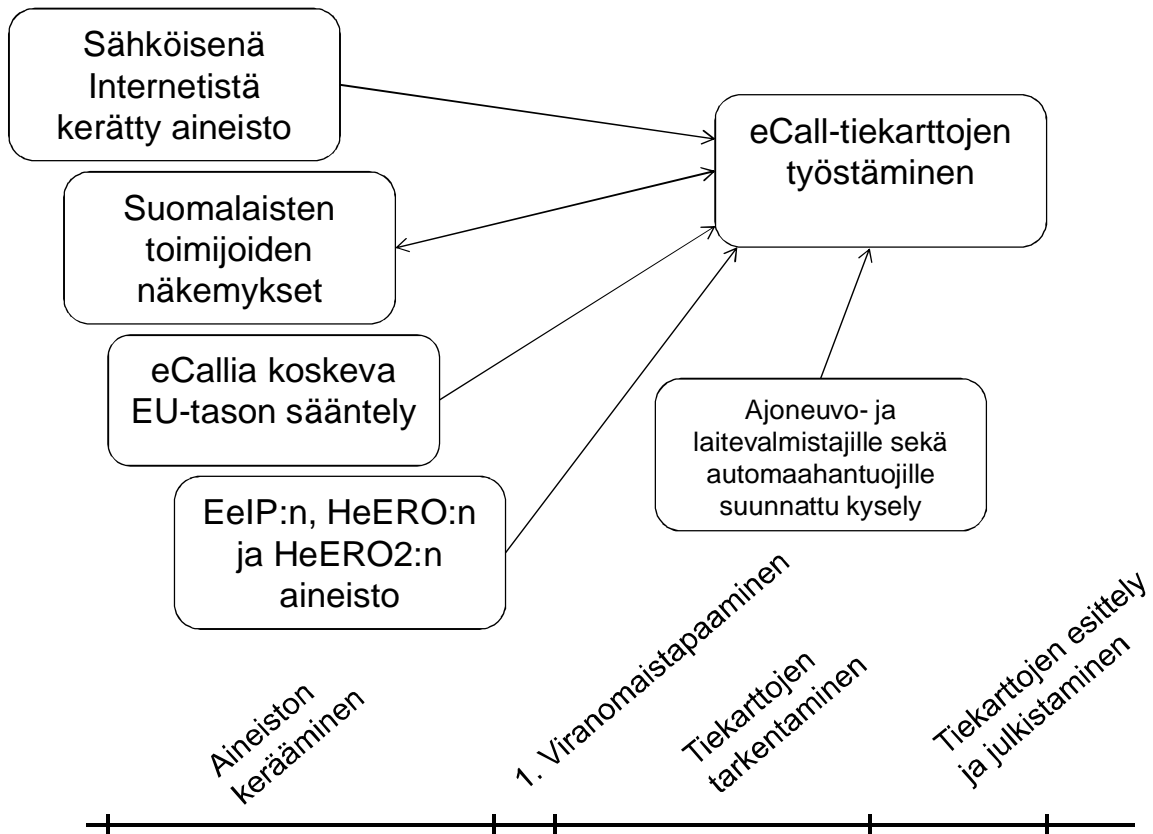 Sähköisenä
Internetistä
kerätty aineisto
eCall-tiekarttojen
työstäminen
Suomalaisten
toimijoiden
näkemykset
eCallia koskeva
EU-tason sääntely
Ajoneuvo- ja
laitevalmistajille sekä
automaahantuojille
suunnattu kysely
EeIP:n, HeERO:n
ja HeERO2:n
aineisto
Aineiston
kerääminen
1. Viranomaistapaaminen
Tiekarttojen
tarkentaminen
Tiekarttojen esittely
ja julkistaminen